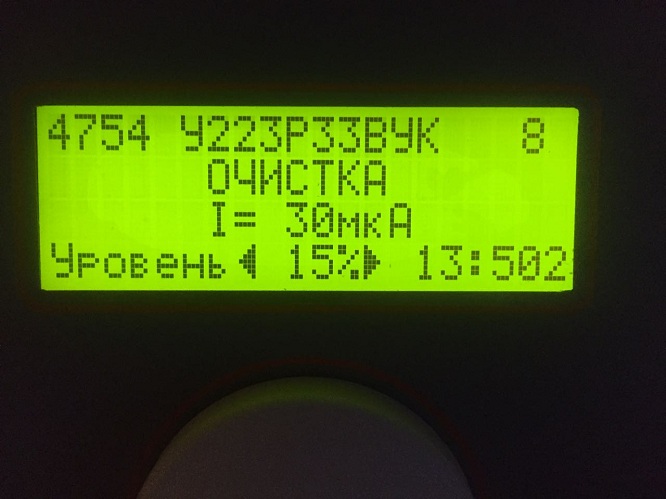 4754 У223Р33ВУК 8
ОЧИСТКА
I= 30мкА
Уровень◀ 15%▶ 13:502